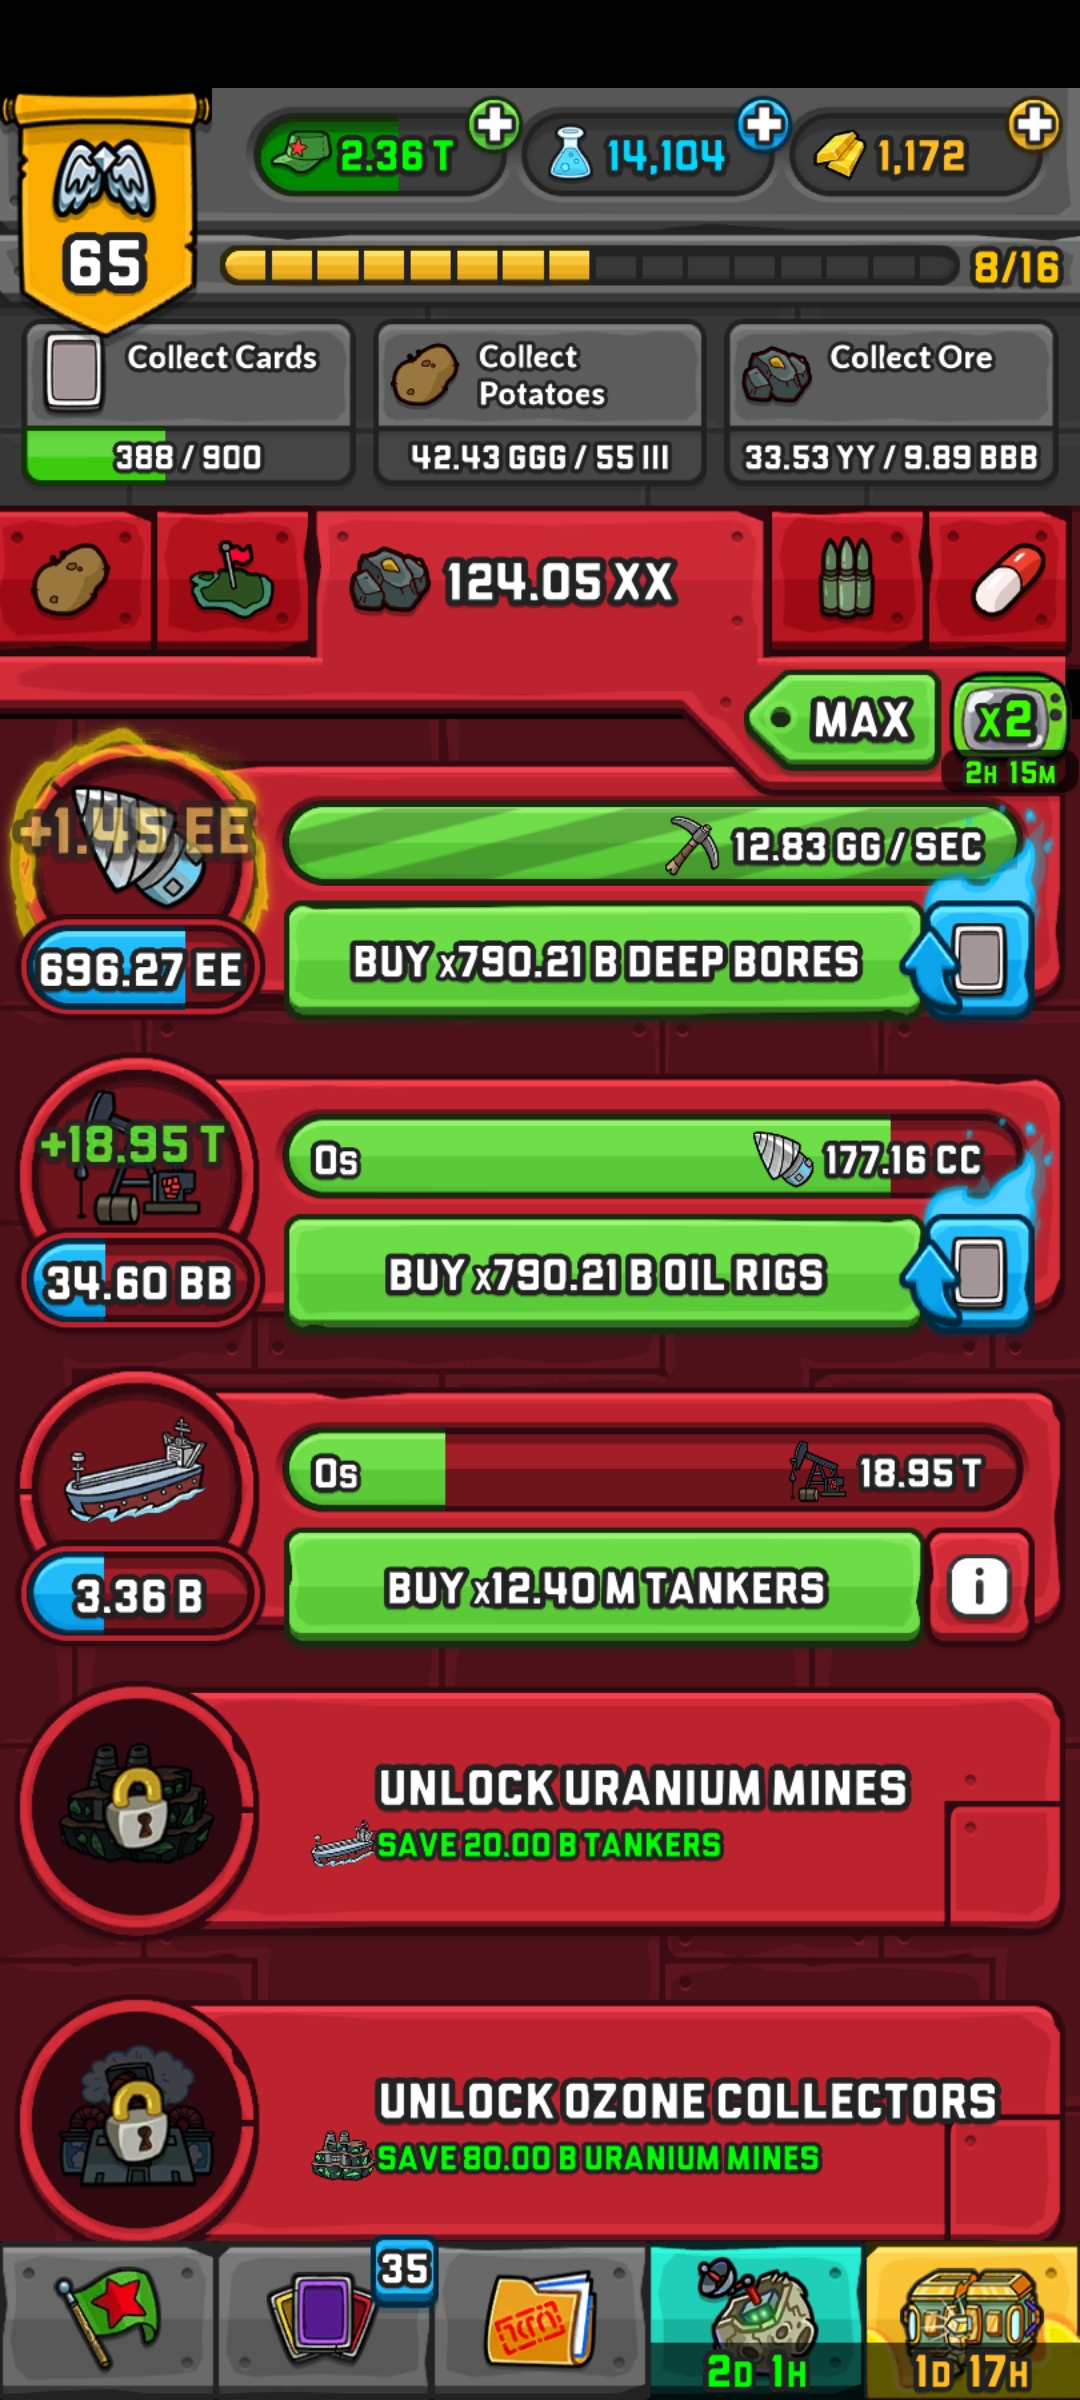 2.36 T
14,104
1,172
65
8/16
Collect Cards
388 / 900
Collect
Potatoes
42.43 GGG / 55 III
Collect Ore
33.53 YY / 9.89 BBB
124.05 XX
MAX
x2
2H 15M
+1.45 EE
12.83 GG / SEC
696.27 EE
BUY x790.21 B DEEP BORES
+18.95 T
0s
177.16 CC
34.60 BB
BUY x790.21 B OIL RIGS
0s
18.95 T
3.36 B
BUY x12.40 M TANKERS
i
UNLOCK URANIUM MINES
SAVE 20.00 B TANKERS
UNLOCK OZONE COLLECTORS
SAVE 80.00 B URANIUM MINES
35
2D 1H
1D 17H